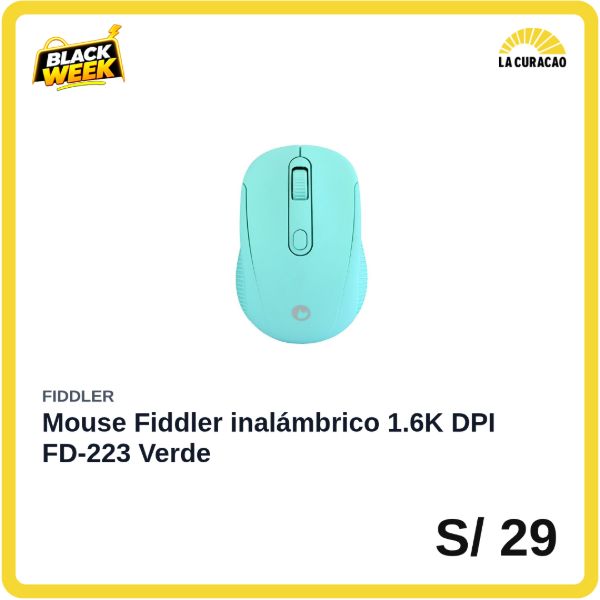 BLACK
WEEK
LA CURACAO
FIDDLER
Mouse Fiddler inalámbrico 1.6K DPI
FD-223 Verde
S/ 29